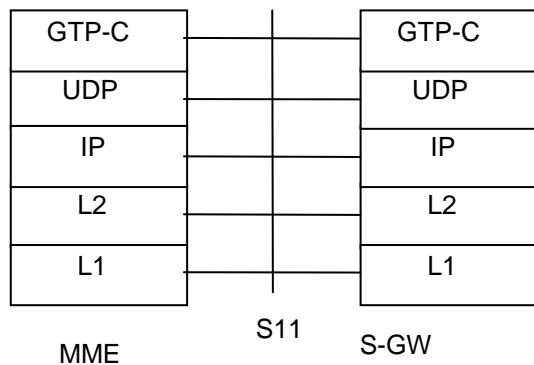 GTP-C GTP-C
UDP UDP
IP IP
L2 L2
L1 L1
S11
MME S-GW